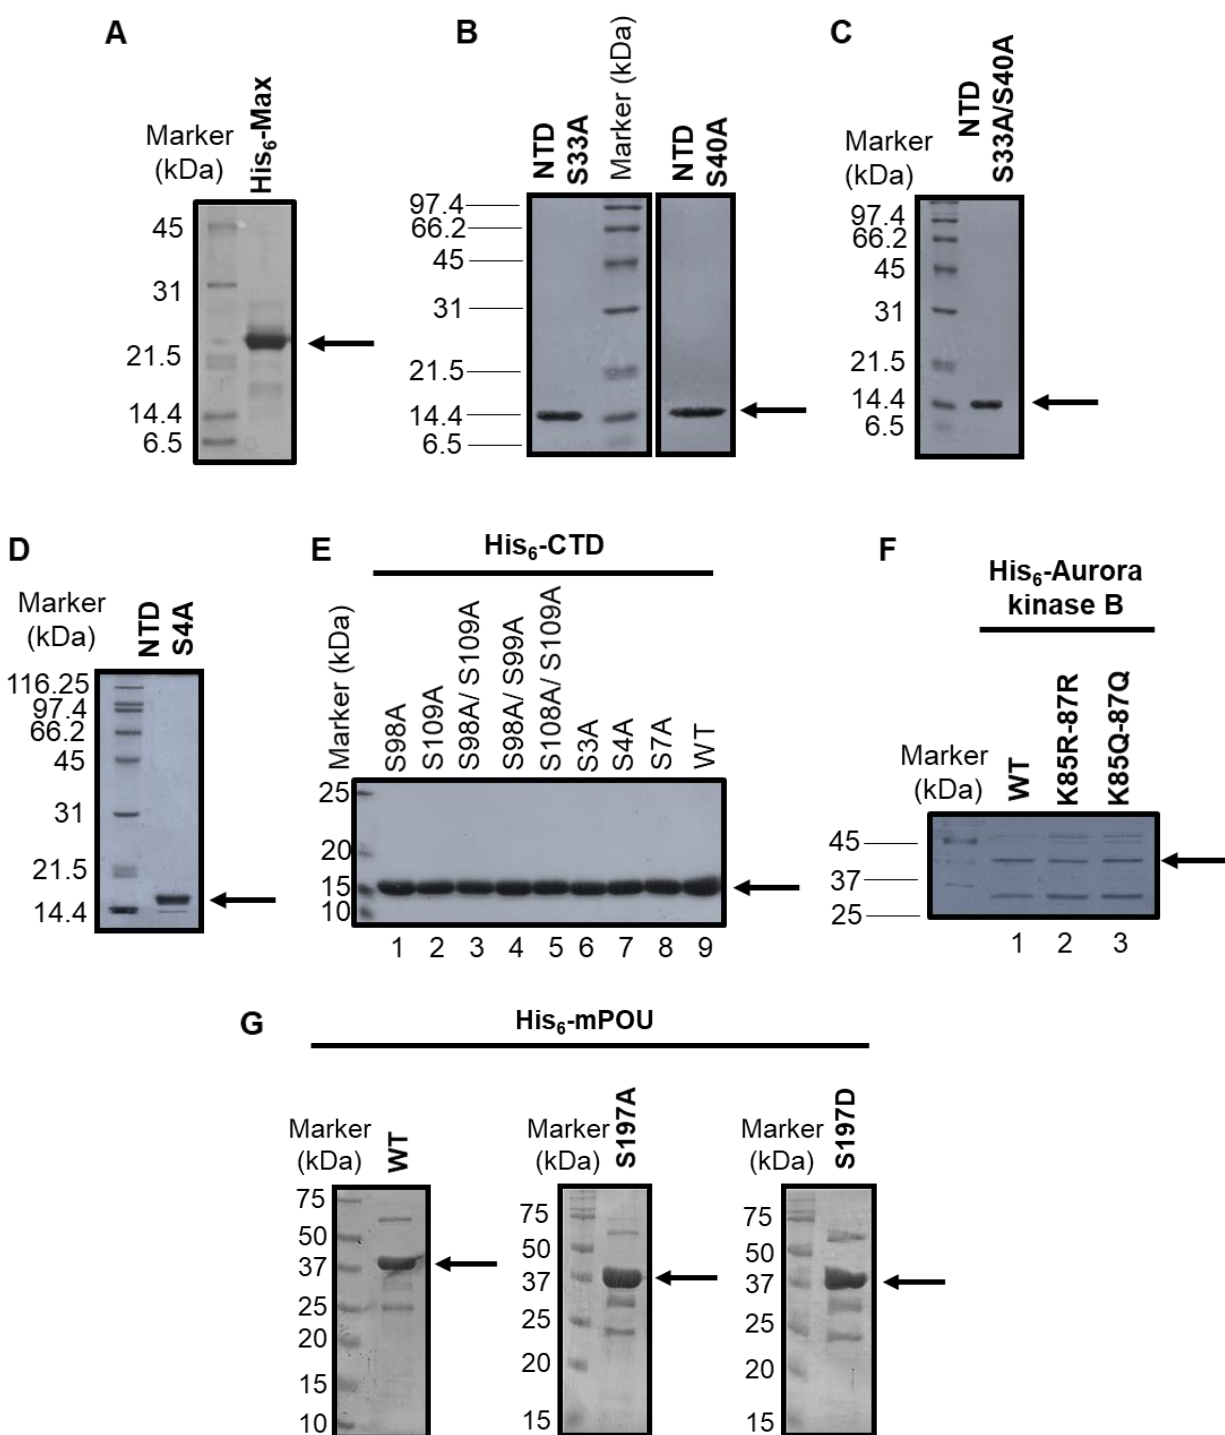 A
Marker
(kDa)
His6-Max
45
31
21.5
14.4
6.5
B
NTD
S33A
Marker (kDa)
NTD
S40A
97.4
66.2
45
31
21.5
14.4
6.5
C
Marker
(kDa)
NTD
S33A/S40A
97.4
66.2
45
31
21.5
14.4
6.5
D
Marker
(kDa)
NTD
S4A
116.25
97.4
66.2
45
31
21.5
14.4
E
His6-CTD
Marker (kDa)
S98A
S109A
S98A/ S109A
S98A/ S99A
S108A/ S109A
S3A
S4A
S7A
WT
25
20
15
10
1 2 3 4 5 6 7 8 9
F
His6-Aurora
kinase B
Marker
(kDa)
WT
K85R-87R
K85Q-87Q
45
37
25
1 2 3
G
His6-mPOU
Marker
(kDa)
WT
75
50
37
25
20
15
10
Marker
(kDa)
S197A
75
50
37
25
20
15
Marker
(kDa)
S197D
75
50
37
25
20
15